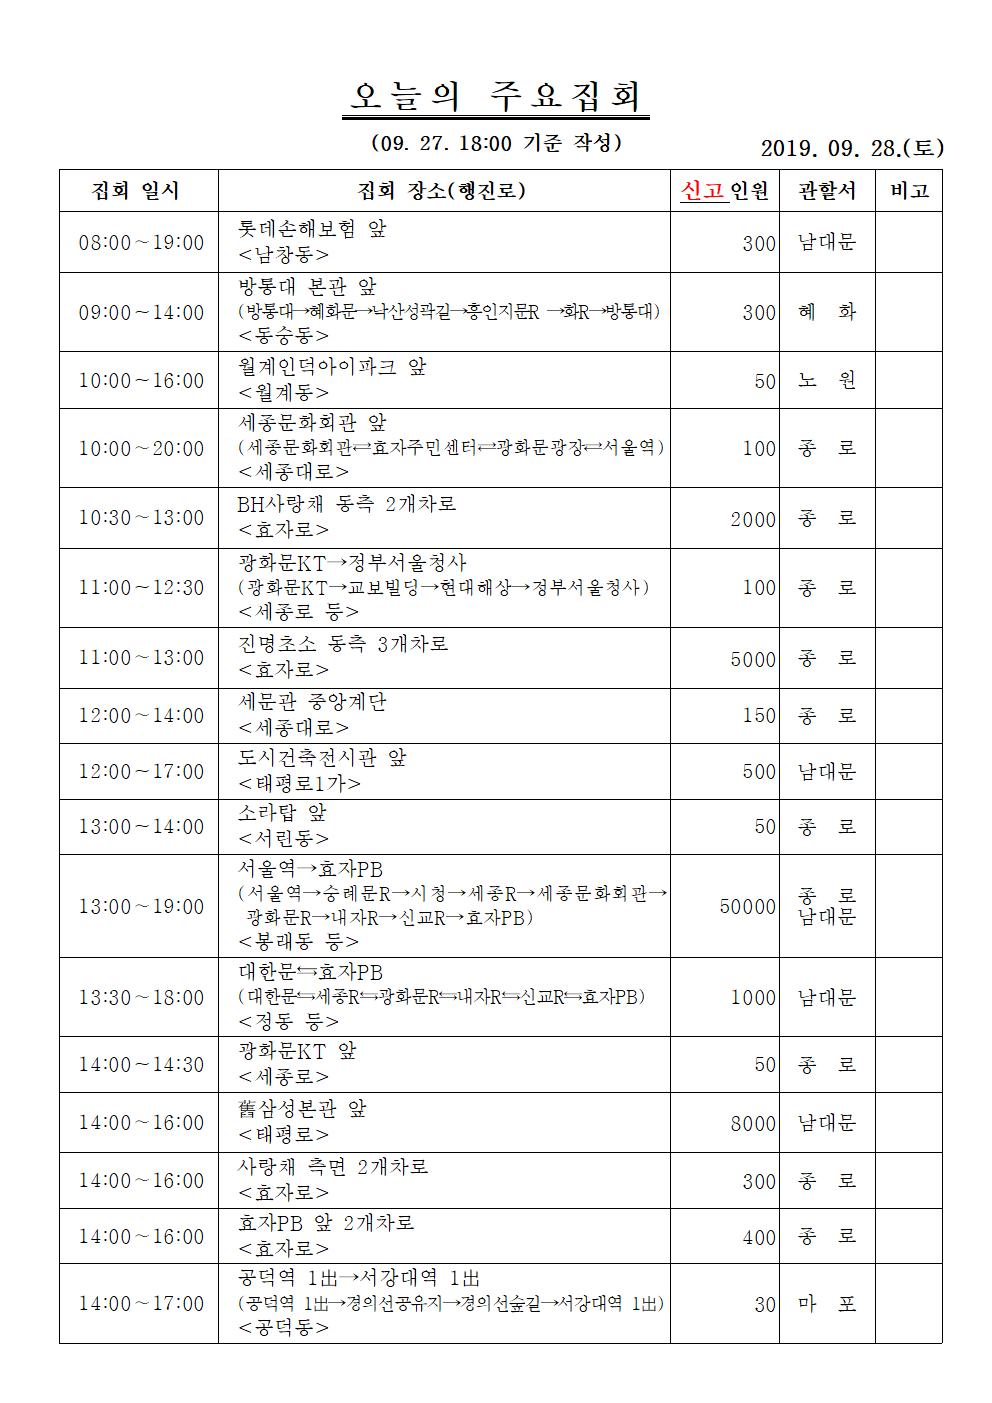 오늘의 주요집회
(09. 27. 18:00 기준 작성)
2019. 09. 28.(토)
집회 일시 집회 장소(행진로) 신고인원 관할서 비고
08:00~19:00 롯데손해보험 앞 300 남대문
<남창동>
09:00~14:00 방통대 본관 앞 300 혜 화
(방통대→혜화문→낙산성곽길→흥인지문R →화R→방통대)
<동숭동>
10:00~16:00 월계인덕아이파크 앞 50 노 원
<월계동>
10:00~20:00 세종문화회관 앞 100 종 로
(세종문화회관⇄효자주민센터⇄광화문광장⇄서울역)
<세종대로>
10:30~13:00 BH사랑채 동측 2개차로 2000 종 로
<효자로>
11:00~12:30 광화문KT→정부서울청사 100 종 로
(광화문KT→교보빌딩→현대해상→정부서울청사)
<세종로 등>
11:00~13:00 진명초소 동측 3개차로 5000 종 로
<효자로>
12:00~14:00 세문관 중앙계단 150 종 로
<세종대로>
12:00~17:00 도시건축전시관 앞 500 남대문
<태평로1가>
13:00~14:00 소라탑 앞 50 종 로
<서린동>
13:00~19:00 서울역→효자PB 50000 종 로
(서울역→숭례문R→시청→세종R→세종문화회관→ 남대문
광화문R→내자R→신교R→효자PB)
<봉래동 등>
13:30~18:00 대한문⇆효자PB 1000 남대문
(대한문⇆세종R⇆광화문R⇆내자R⇆신교R⇆효자PB)
<정동 등>
14:00~14:30 광화문KT 앞 50 종 로
<세종로>
14:00~16:00 舊삼성본관 앞 8000 남대문
<태평로>
14:00~16:00 사랑채 측면 2개차로 300 종 로
<효자로>
14:00~16:00 효자PB 앞 2개차로 400 종 로
<효자로>
14:00~17:00 공덕역 1出→서강대역 1出 30 마 포
(공덕역 1出→경의선공유지→경의선숲길→서강대역 1出)
<공덕동>